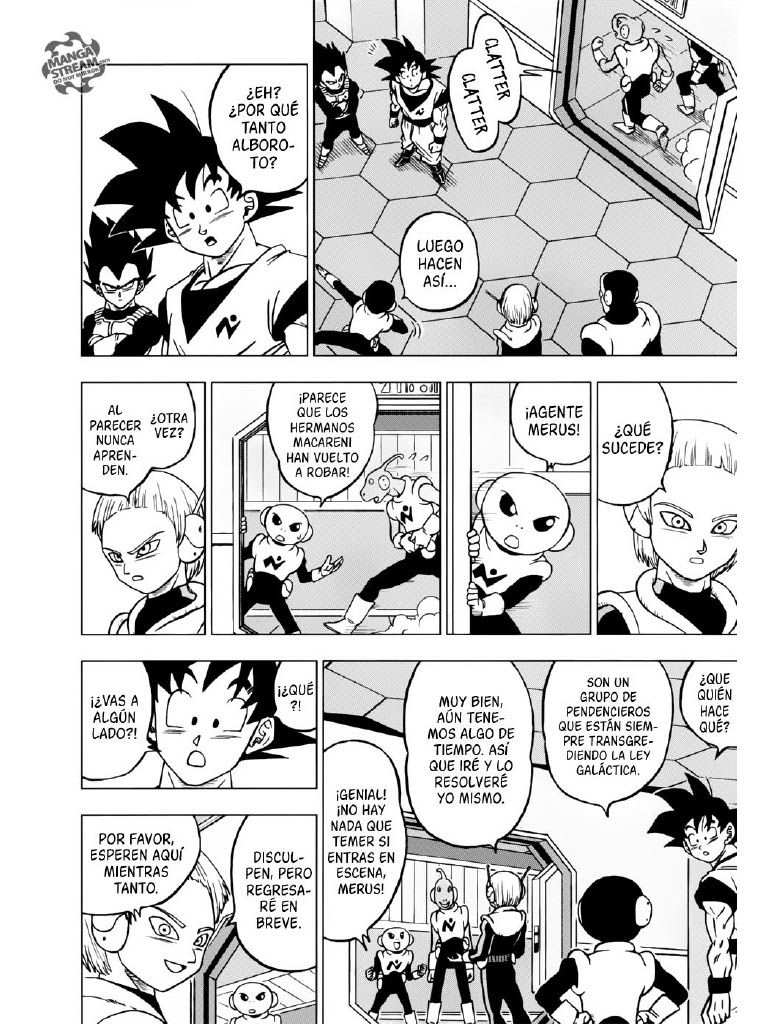 MANGA
STREAM.com
DO NOT MIRROR
CLATTER
CLATTER
LUEGO
HACEN
ASÍ...
¿EH?
¿POR QUÉ
TANTO
ALBORO-
TO?
¿QUÉ
SUCEDE?
¡AGENTE
MERUS!
¡PARECE
QUE LOS
HERMANOS
MACARENI
HAN VUELTO
A ROBAR!
¿OTRA
VEZ?
AL
PARECER
NUNCA
APREN-
DEN.
¿QUE
QUIÉN
HACE
QUÉ?
SON UN
GRUPO DE
PENDENCIEROS
QUE ESTÁN SIEM-
PRE TRANSGRE-
DIENDO LA LEY
GALÁCTICA.
MUY BIEN,
AÚN TENE-
MOS ALGO DE
TIEMPO. ASÍ
QUE IRÉ Y LO
RESOLVERÉ
YO MISMO.
¡GENIAL!
¡NO HAY
NADA QUE
TEMER SI
ENTRAS EN
ESCENA,
MERUS!
¡¿QUÉ
?!
¡¿VAS A
ALGÚN
LADO?!
DISCUL-
PEN, PERO
REGRESA-
RÉ EN
BREVE.
POR FAVOR,
ESPEREN AQUÍ
MIENTRAS
TANTO.